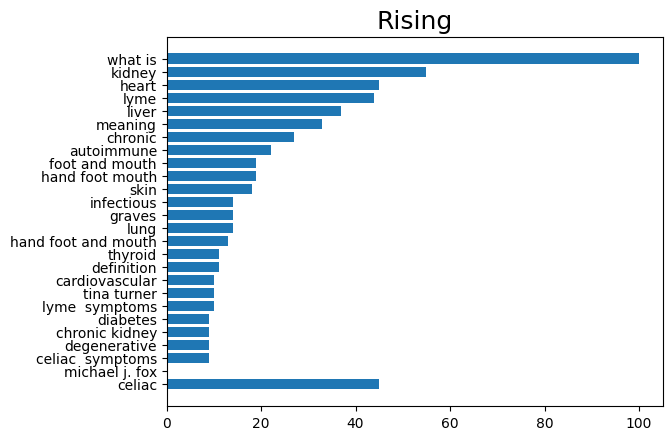 Rising
what is
kidney
heart
lyme
liver
meaning
chronic
autoimmune
foot and mouth
hand foot mouth
skin
infectious
graves
lung
hand foot and mouth
thyroid
definition
cardiovascular
tina turner
lyme  symptoms
diabetes
chronic kidney
degenerative
celiac  symptoms
michael j. fox
celiac
0 20 40 60 80 100